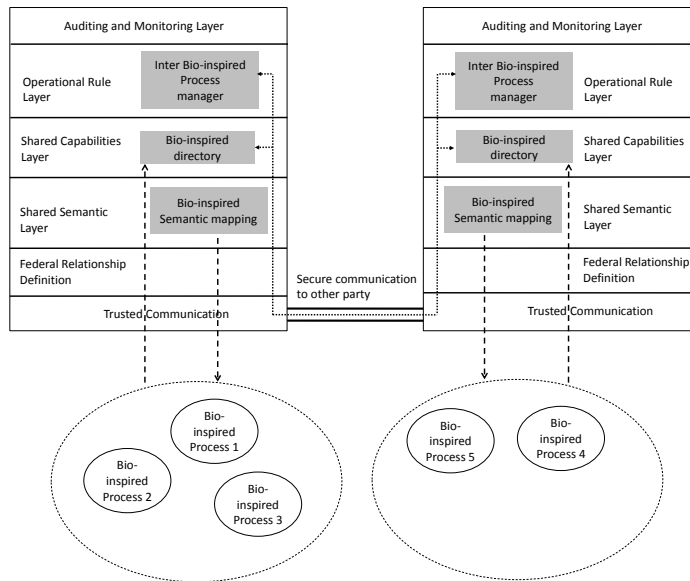 Auditing and Monitoring Layer
Operational Rule
Layer
Inter Bio-inspired
Process
manager
Shared Capabilities
Layer
Bio-inspired
directory
Shared Semantic
Layer
Bio-inspired
Semantic mapping
Federal Relationship
Definition
Trusted Communication
Secure communication
to other party
Auditing and Monitoring Layer
Inter Bio-inspired
Process
manager
Operational Rule
Layer
Bio-inspired
directory
Shared Capabilities
Layer
Bio-inspired
Semantic mapping
Shared Semantic
Layer
Federal Relationship
Definition
Trusted Communication
Bio-
inspired
Process 1
Bio-
inspired
Process 2
Bio-
inspired
Process 3
Bio-
inspired
Process 5
Bio-
inspired
Process 4